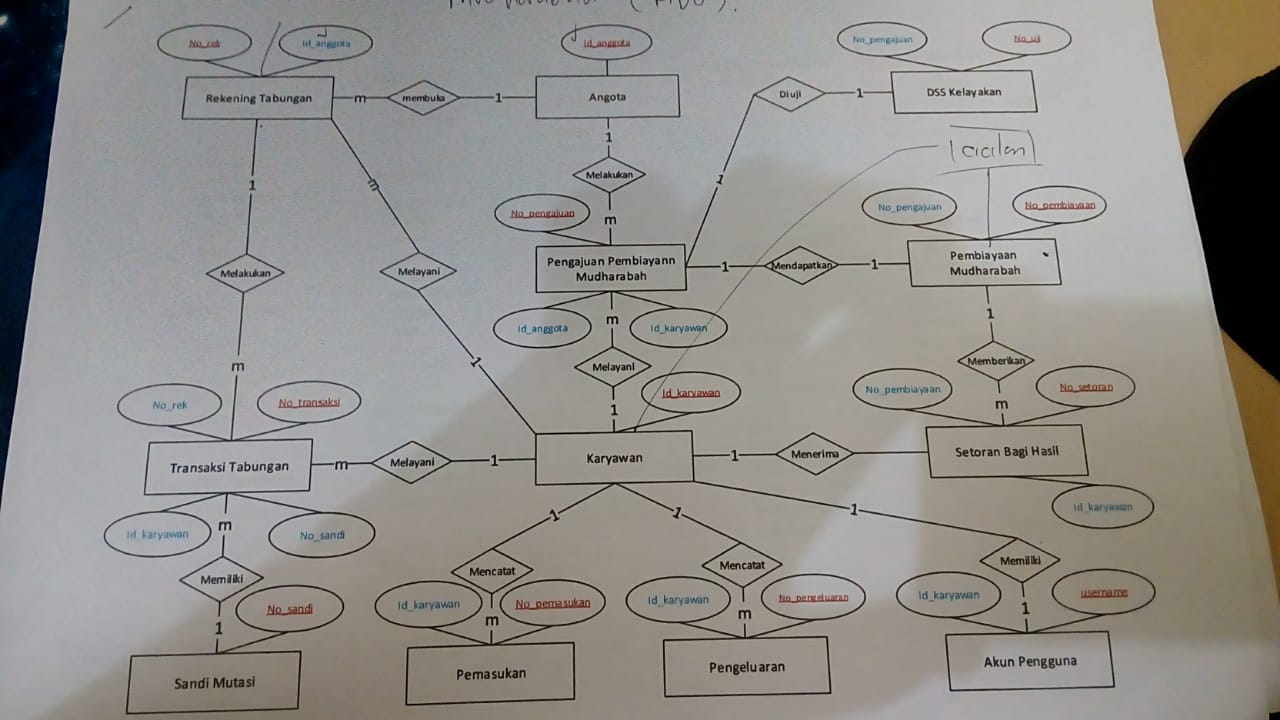 No_rek
id_anggota
Id_anggota
No_pengajuan
No_uji
Rekening Tabungan
m
membuka
1
Angota
Diuji
1
DSS Kelayakan
1
Melakukan
m
1
m
1
cicilan
No_pengajuan
No_pengajuan
No_pembiayaan
Melakukan
Melayani
Pengajuan Pembiyayann
Mudharabah
1
Mendapatkan
1
Pembiayaan
Mudharabah
Id_anggota
m
Id_karyawan
1
m
1
Melayani
Memberikan
No_rek
No_transaksi
1
Id_karyawan
No_pembiayaan
m
No_setoran
Transaksi Tabungan
m
Melayani
1
Karyawan
1
Menerima
Setoran Bagi Hasil
Id_karyawan
m
No_sandi
1
1
1
Id_karyawan
Memiliki
Mencatat
Mencatat
Memiliki
1
No_sandi
Id_karyawan
m
No_pemasukan
Id_karyawan
m
No_pengeluaran
Id_karyawan
1
username
Sandi Mutasi
Pemasukan
Pengeluaran
Akun Pengguna